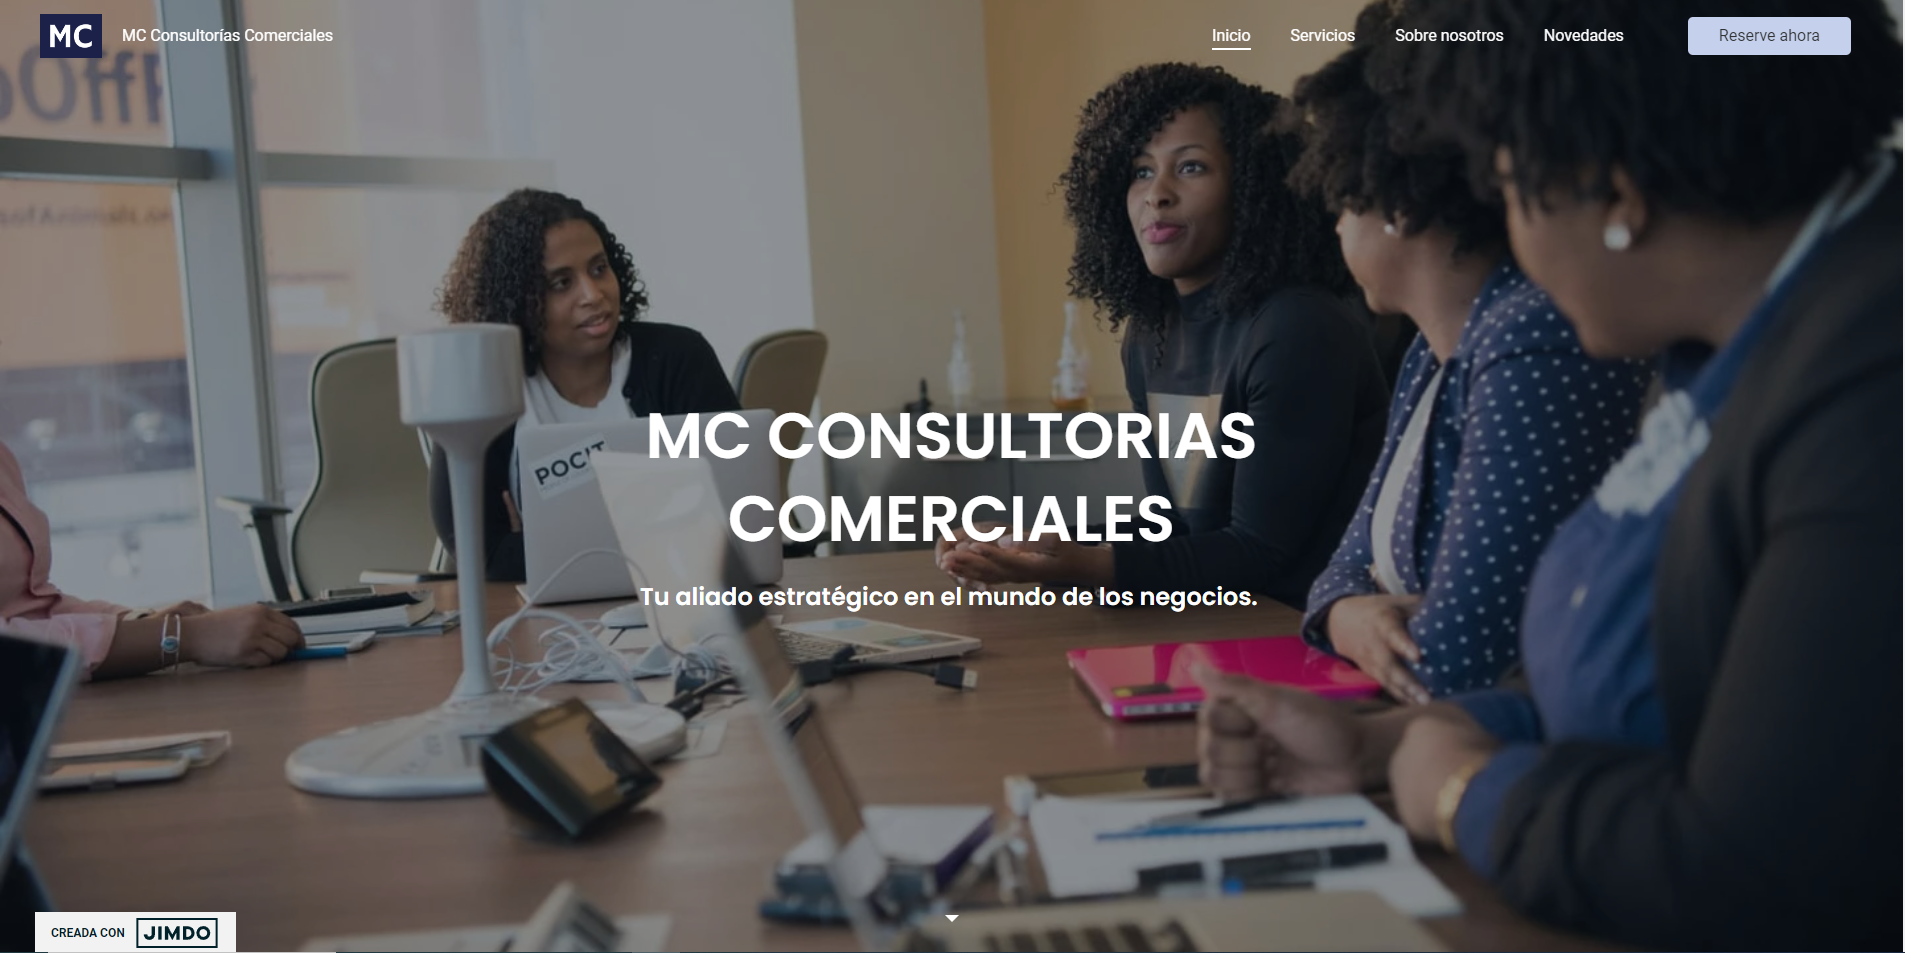 MC
MC Consultorías Comerciales
Inicio
Servicios
Sobre nosotros
Novedades
Reserve ahora
MC CONSULTORIAS
COMERCIALES
Tu aliado estratégico en el mundo de los negocios.
POCIT
CREADA CON
JIMDO